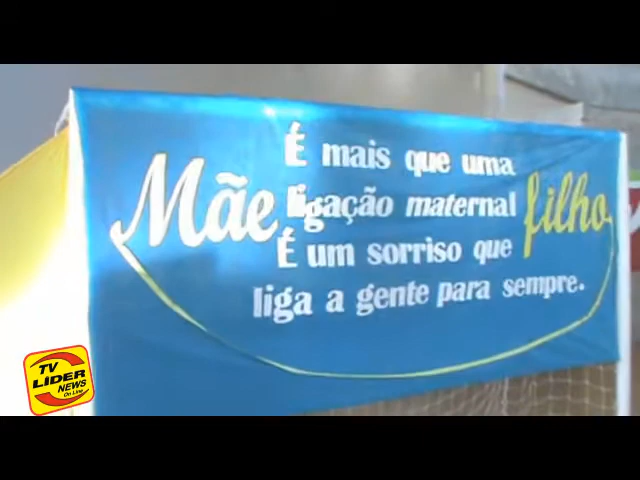 É mais que uma
Mãe ligação maternal filho
É um sorriso que
liga a gente para sempre.
TV
LIDER
NEWS
On Line